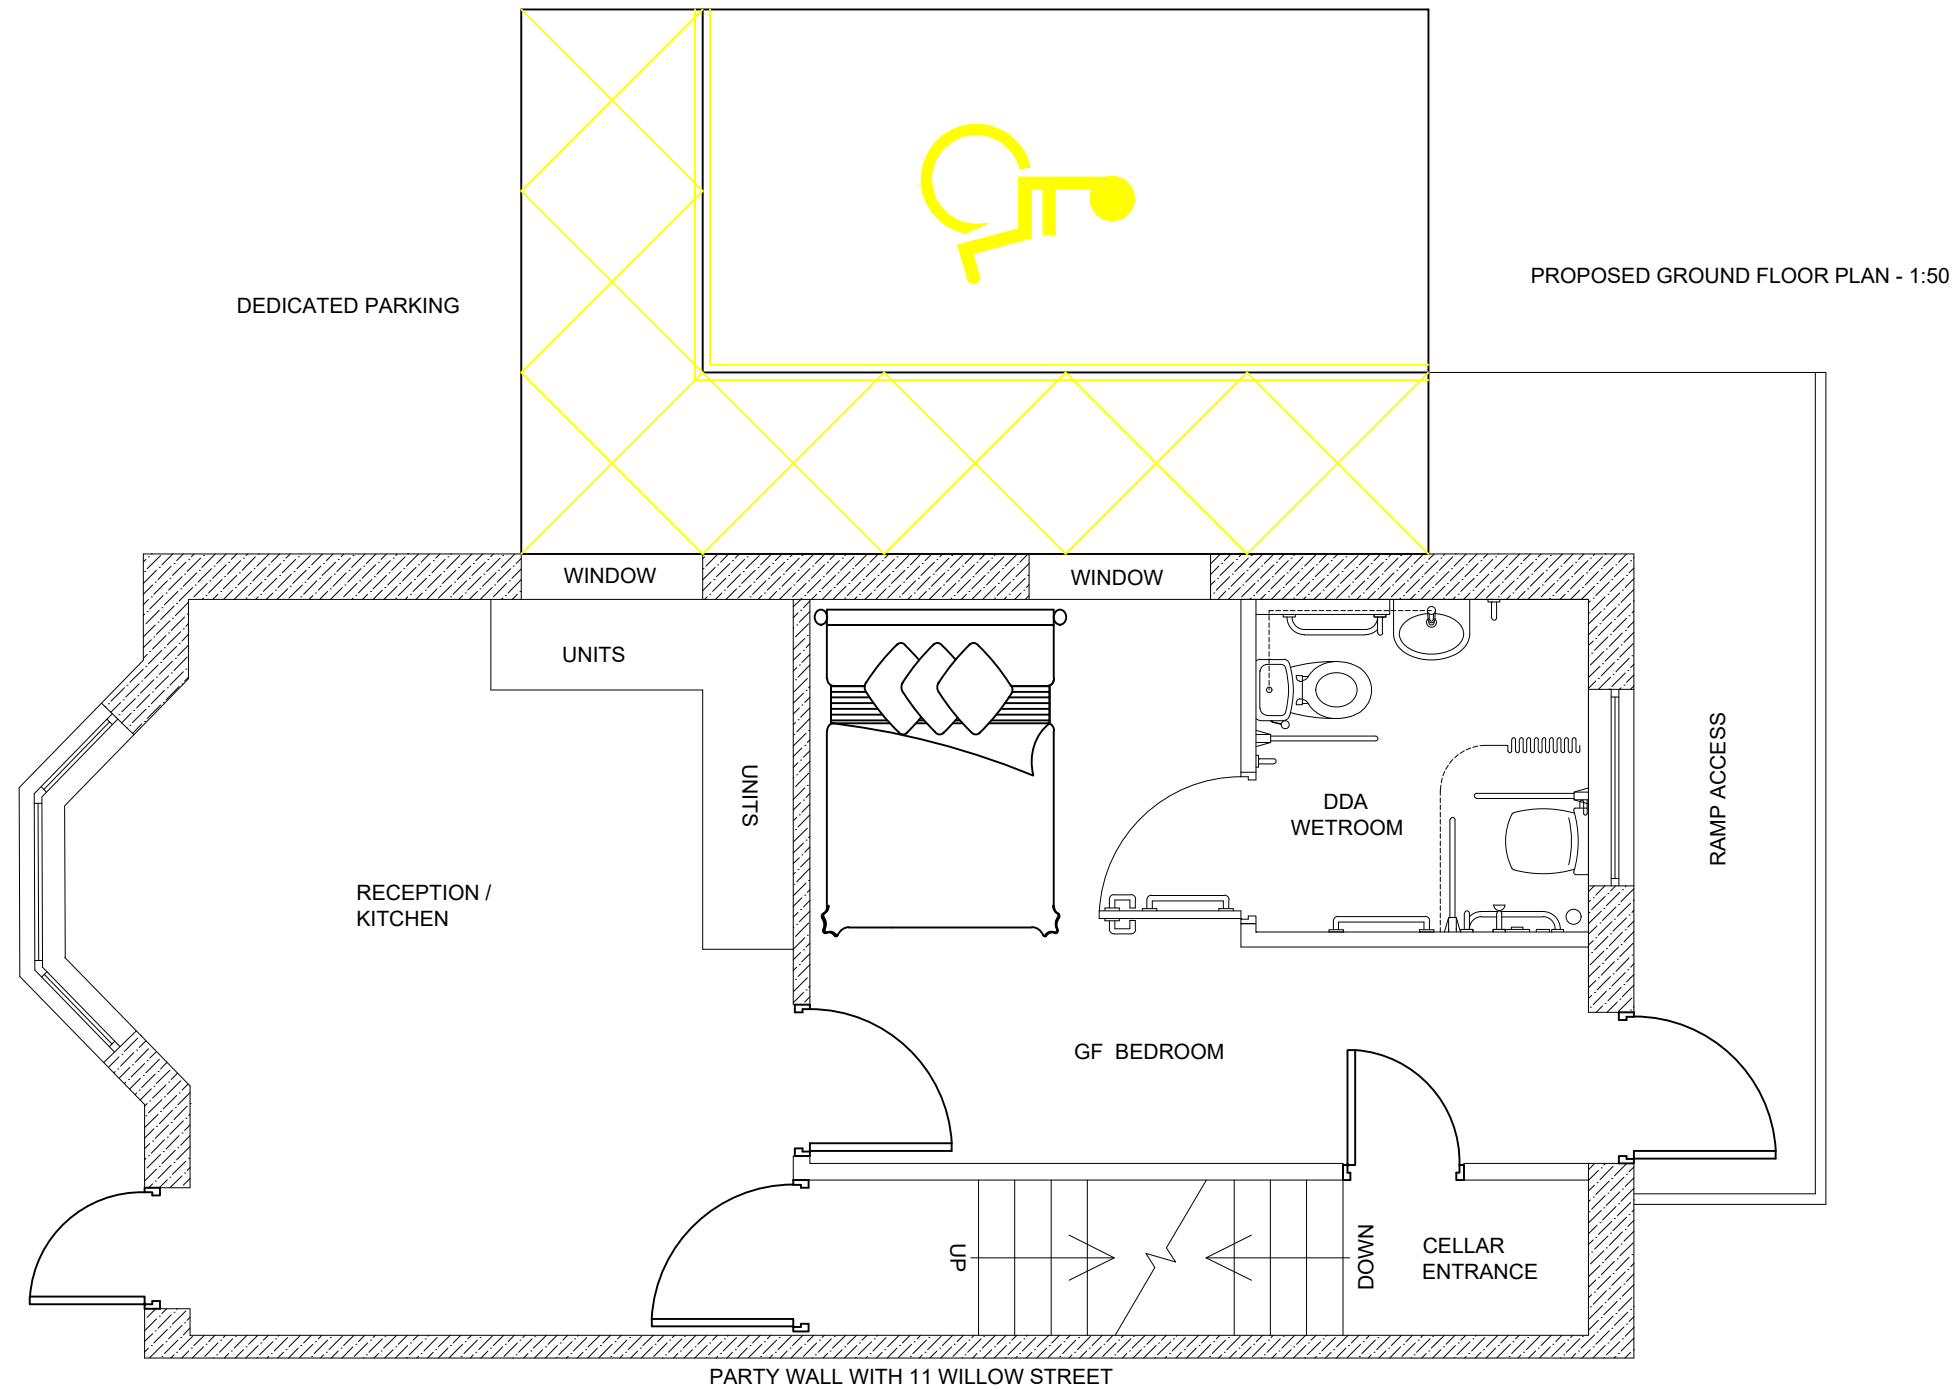 PROPOSED GROUND FLOOR PLAN - 1:50
DEDICATED PARKING
WINDOW
WINDOW
UNITS
UNITS
RAMP ACCESS
DDA
WETROOM
RECEPTION /
KITCHEN
GF BEDROOM
UP
DOWN
CELLAR
ENTRANCE
PARTY WALL WITH 11 WILLOW STREET